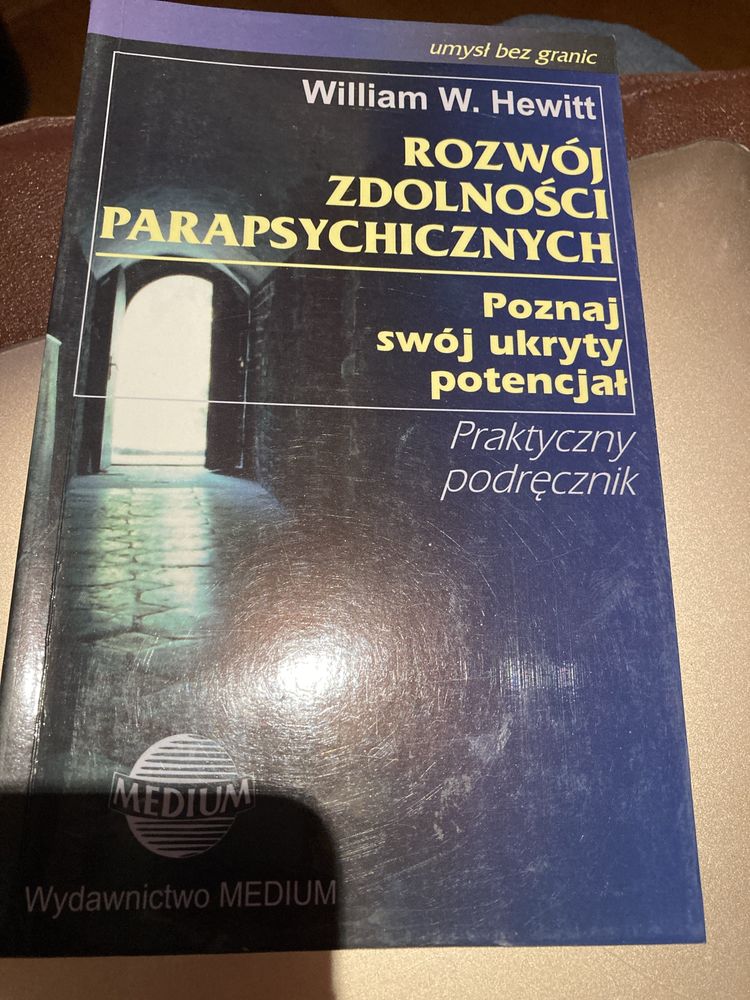 umysł bez granic
William W. Hewitt
ROZWÓJ
ZDOLNOŚCI
PARAPSYCHICZNYCH
Poznaj
swój ukryty
potencjał
Praktyczny
podręcznik
MEDIUM
Wydawnictwo MEDIUM